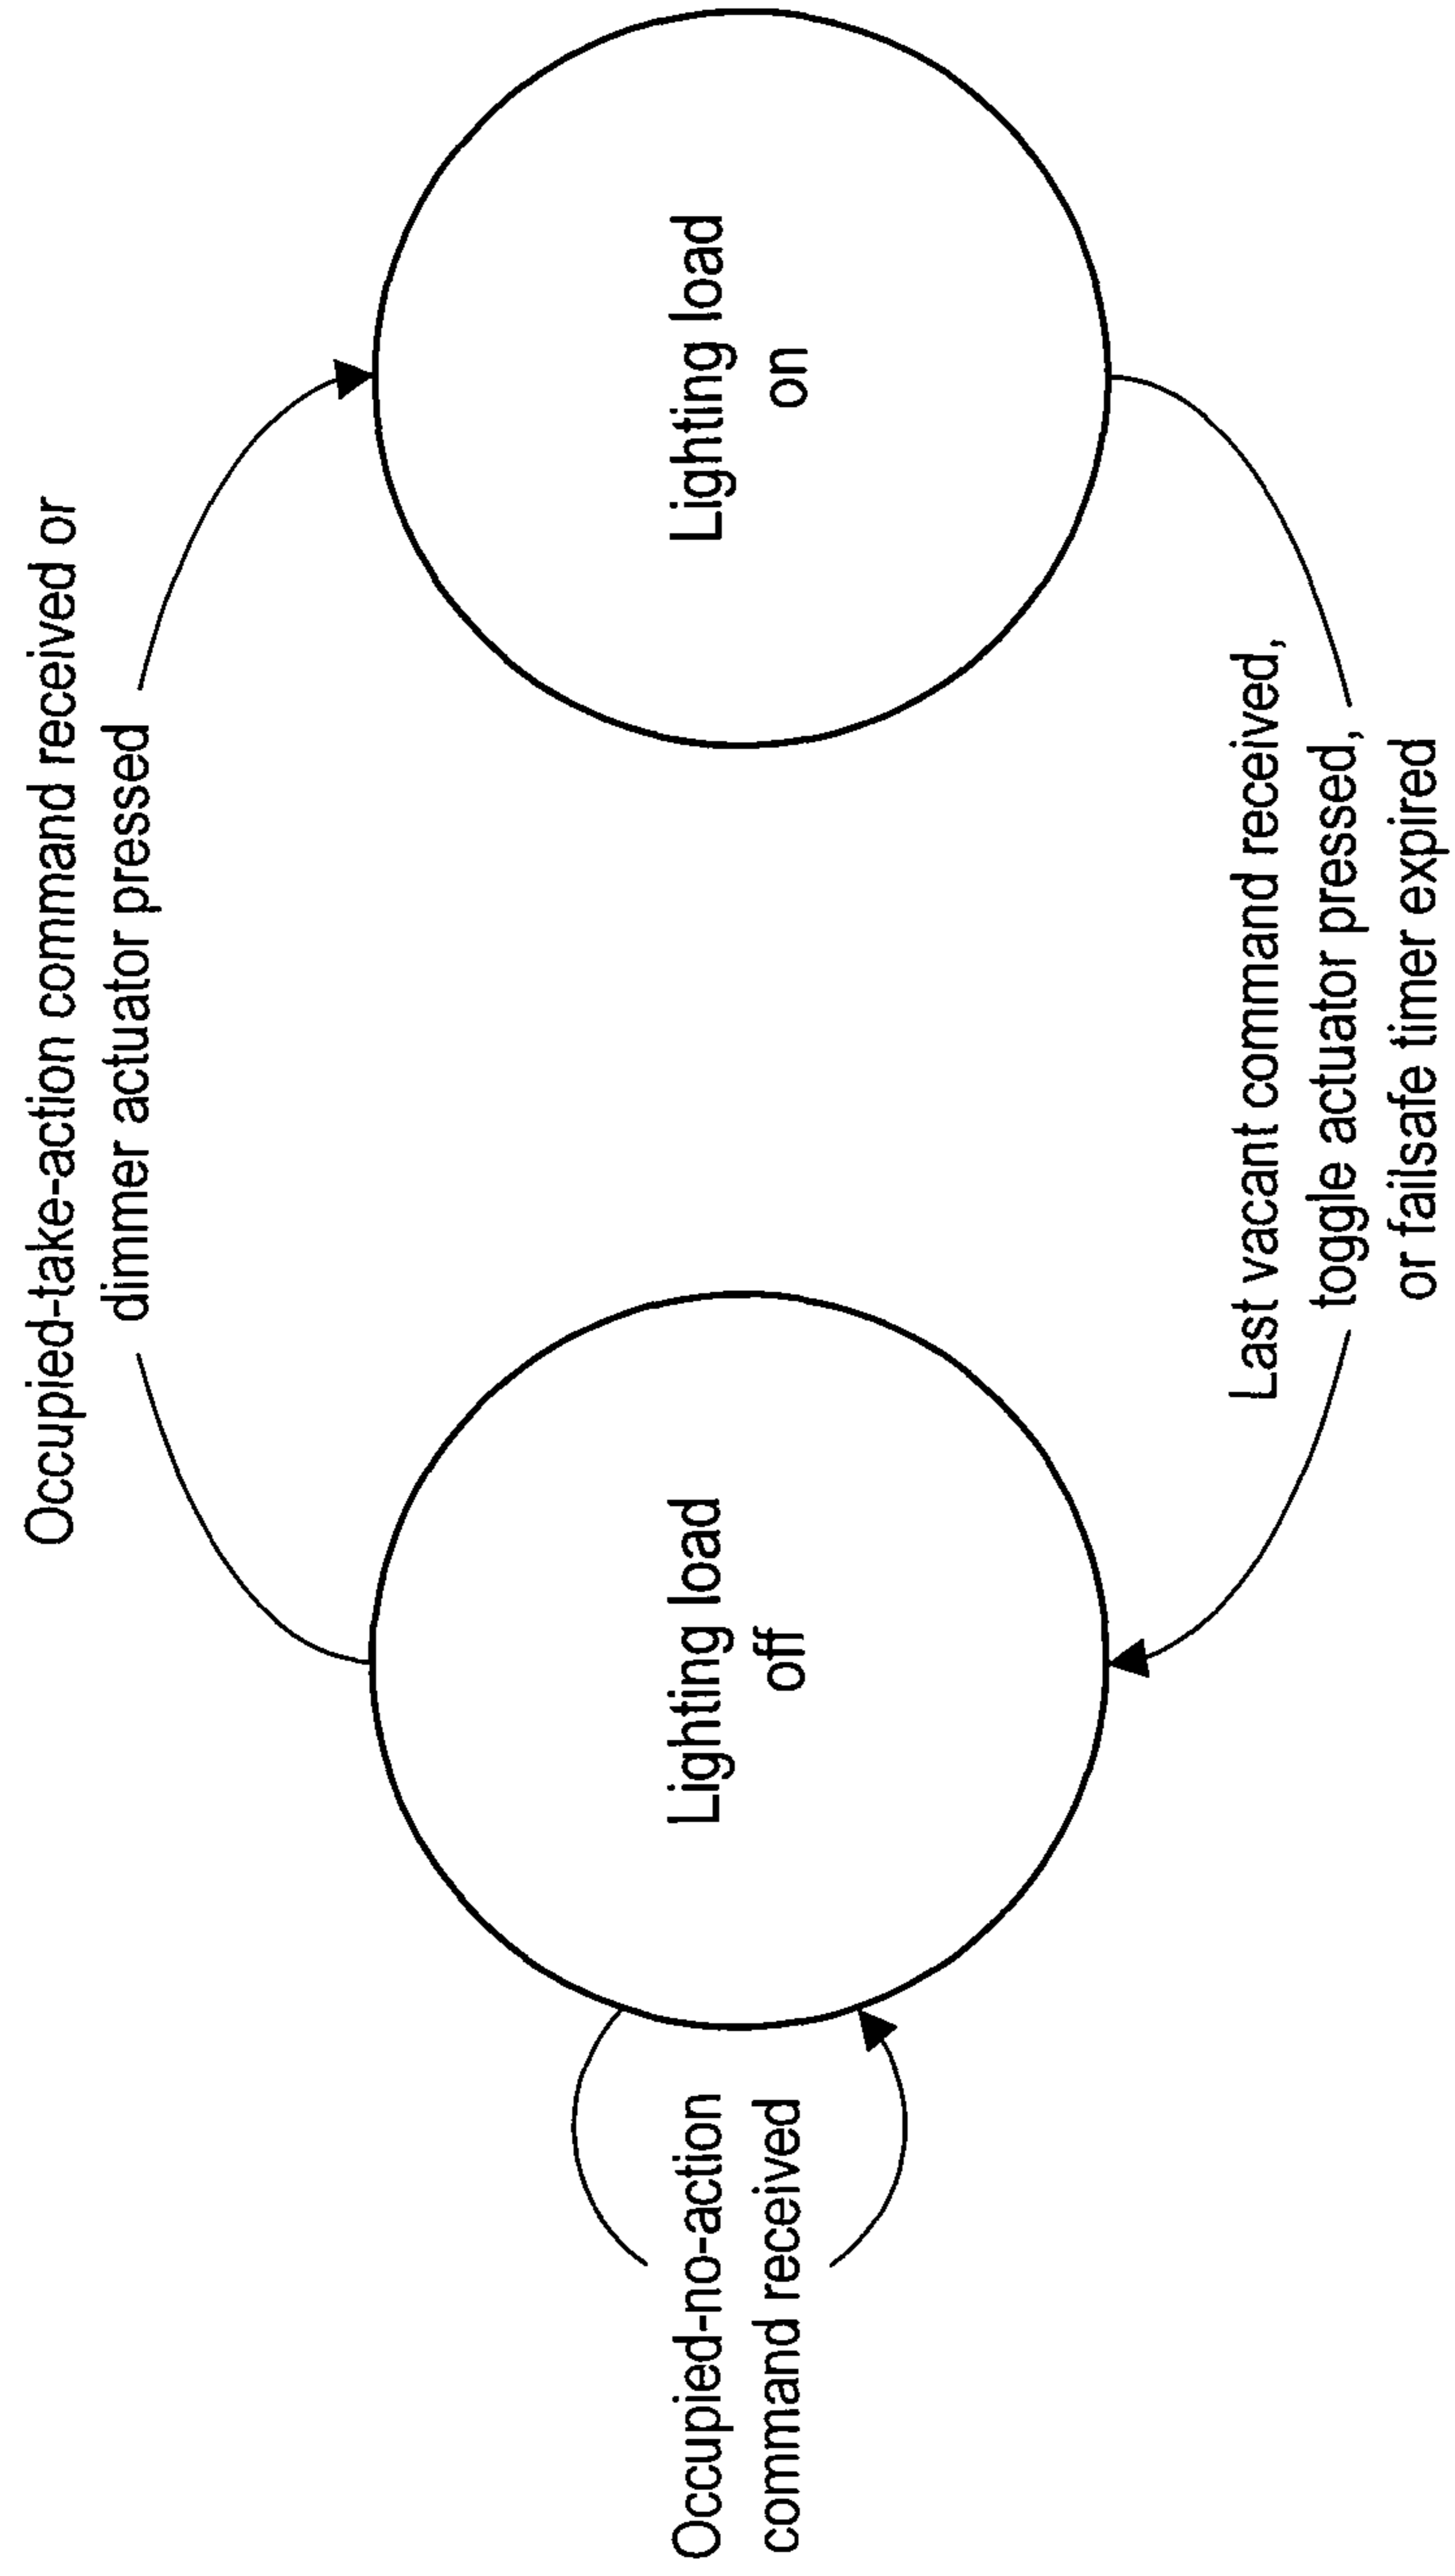 Occupied-take-action command received or
dimmer actuator pressed
Occupied-no-action
command received
Lighting load
off
Lighting load
on
Last vacant command received,
toggle actuator pressed,
or failsafe timer expired